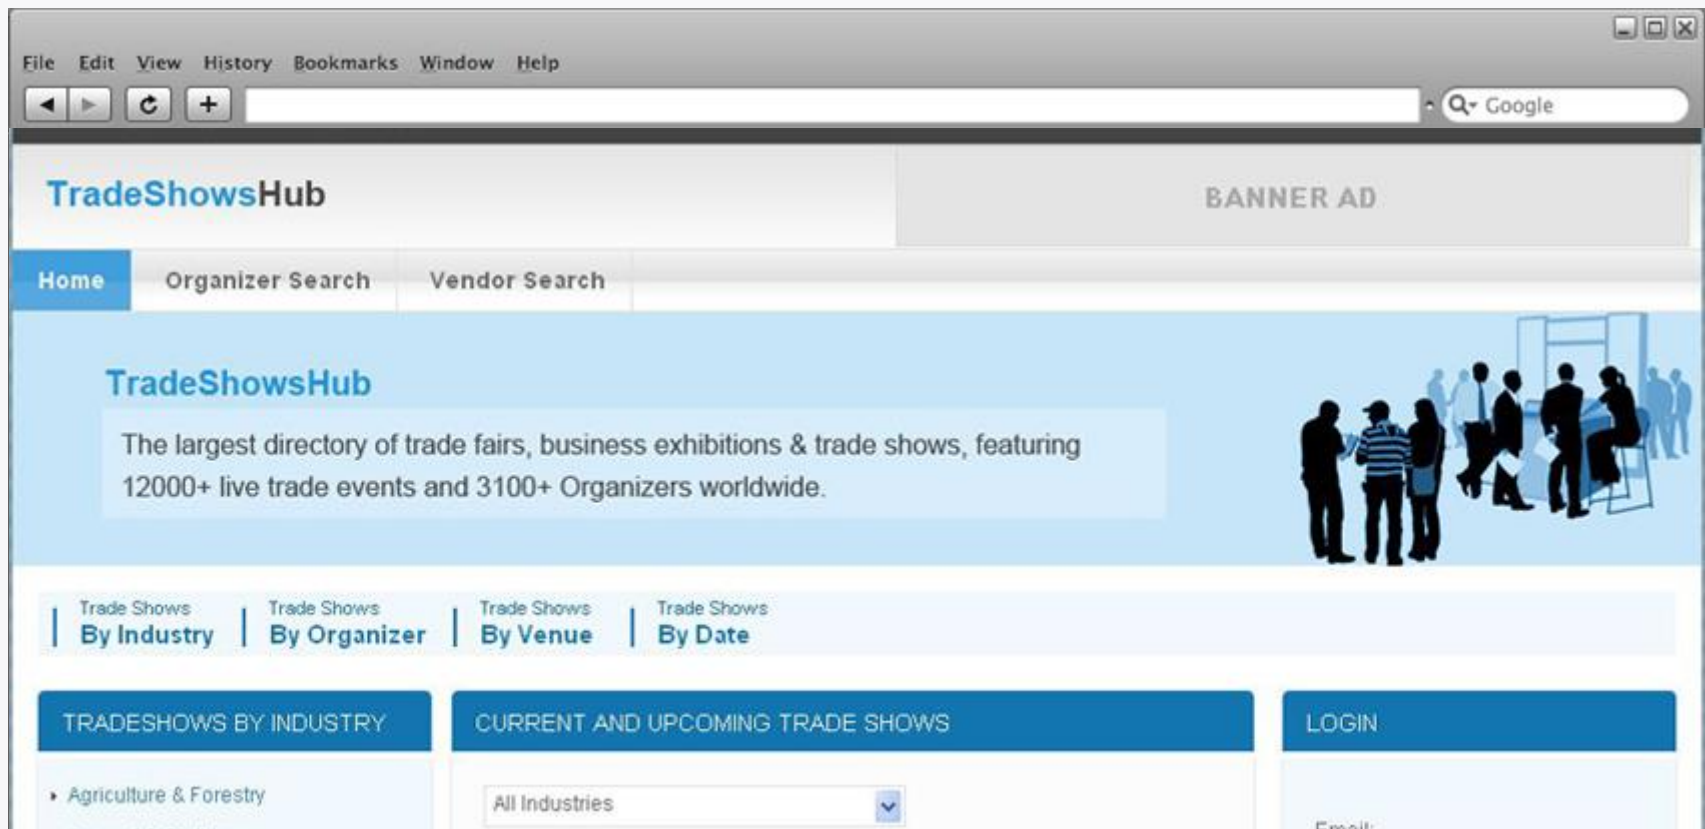 File Edit View History Bookmarks Window Help
Google
TradeShowsHub
BANNER AD
Home Organizer Search Vendor Search
TradeShowsHub
The largest directory of trade fairs, business exhibitions & trade shows, featuring
12000+ live trade events and 3100+ Organizers worldwide.
Trade Shows
By Industry
Trade Shows
By Organizer
Trade Shows
By Venue
Trade Shows
By Date
TRADESHOWS BY INDUSTRY
Agriculture & Forestry
CURRENT AND UPCOMING TRADE SHOWS
All Industries
LOGIN
Email: